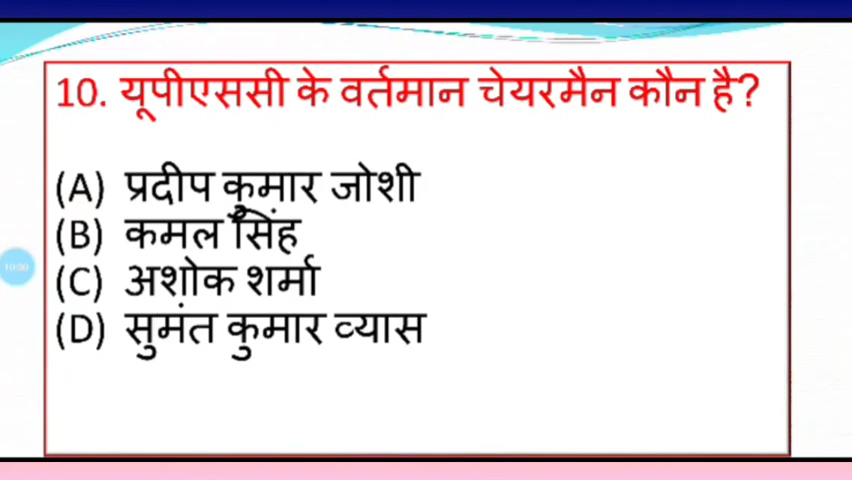 10. यूपीएससी के वर्तमान चेयरमैन कौन है?
(A) प्रदीप कुमार जोशी
(B) कमल सिंह
(C) अशोक शर्मा
(D) सुमंत कुमार व्यास